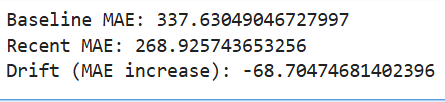 Baseline MAE: 337.63049046727997
Recent MAE: 268.925743653256
Drift (MAE increase): -68.70474681402396